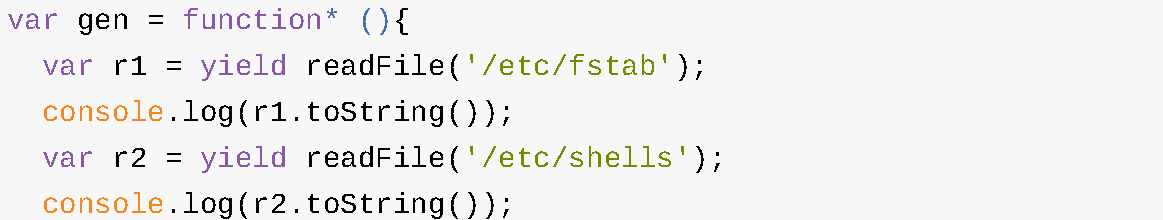 var gen = function* (){
  var r1 = yield readFile('/etc/fstab');
  console.log(r1.toString());
  var r2 = yield readFile('/etc/shells');
  console.log(r2.toString());